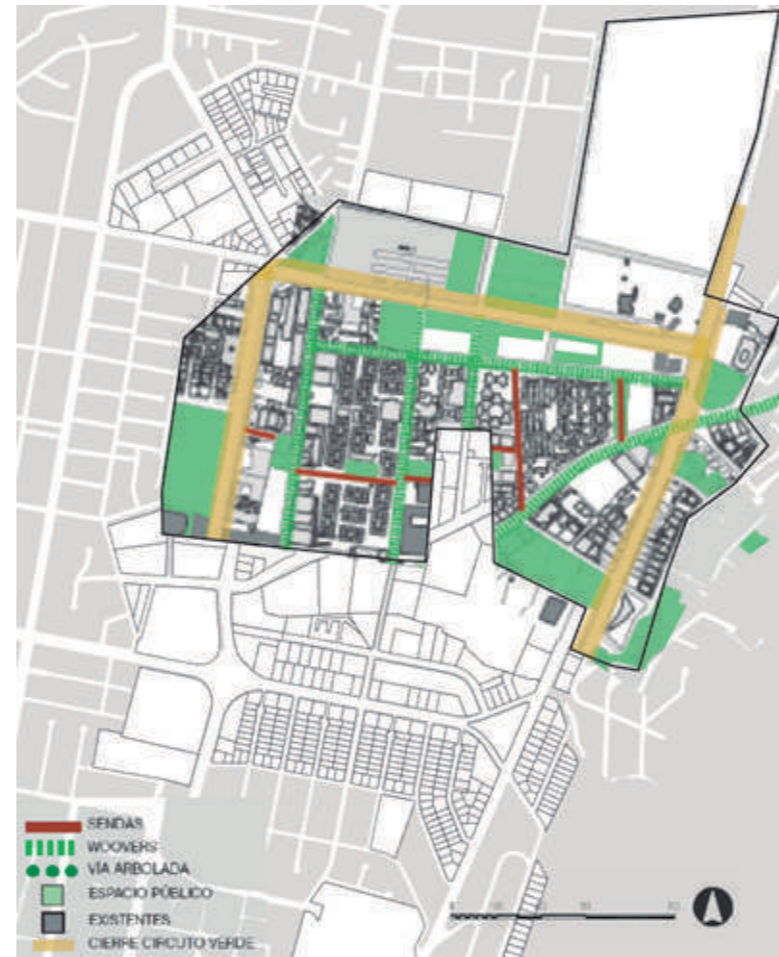 SENDAS
WOOVERS
VÍA ARBOLADA
ESPACIO PÚBLICO
EXISTENTES
CIERRE CIRCUTO VERDE